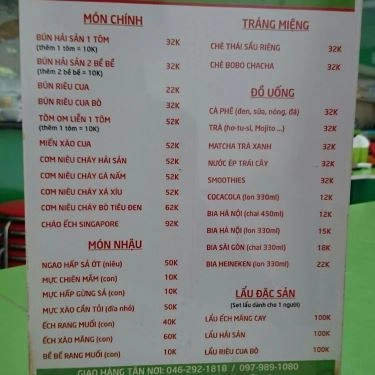 MÓN CHÍNH
BÚN HẢI SẢN 1 TÔM 32K
(thêm 1 tôm = 10K)
BÚN HẢI SẢN 2 BỀ BỀ 32K
(thêm 2 bề bề = 10K)
BÚN RIÊU CUA 22K
BÚN RIÊU CUA BÒ 32K
TÔM OM LIỄN 1 TÔM 52K
(thêm 1 tôm = 10K)
MIẾN XÀO CUA 52K
CƠM NIÊU CHÁY HẢI SẢN 52K
CƠM NIÊU CHÁY GÀ NẤM 52K
CƠM NIÊU CHÁY XÁ XÍU 52K
CƠM NIÊU CHÁY BÒ TIÊU ĐEN 62K
CHÁO ẾCH SINGAPORE 92K
MÓN NHẬU
NGAO HẤP SẢ ỚT (niêu) 50K
MỰC CHIÊN MẮM (con) 10K
MỰC HẤP GỪNG SẢ (con) 10K
MỰC XÀO CẦN TỎI (đĩa nhỏ) 50K
ẾCH RANG MUỐI (con) 40K
ẾCH XÀO MĂNG (con) 60K
BỀ BỀ RANG MUỐI (con) 10K
TRÁNG MIỆNG
CHÈ THÁI SẦU RIÊNG 32K
CHÈ BOBO CHACHA 32K
ĐỒ UỐNG
CÀ PHÊ (đen, sữa, nóng, đá) 32K
TRÀ (hơ-tu-si, Mojito ...) 32K
MATCHA TRÀ XANH 32K
NƯỚC ÉP TRÁI CÂY 32K
SMOOTHIES 32K
COCACOLA (lon 330ml) 12K
BIA HÀ NỘI (chai 450ml) 12K
BIA HÀ NỘI (lon 330ml) 15K
BIA SÀI GÒN (chai 330ml) 18K
BIA HEINEKEN (lon 330ml) 22K
LẨU ĐẶC SẢN
(Set lẩu dành cho 1 người)
LẨU ẾCH MĂNG CAY 100K
LẨU HẢI SẢN 100K
LẨU RIÊU CUA BÒ 100K
GIAO HÀNG TẬN NƠI: 046-292-1818 / 097-989-1080